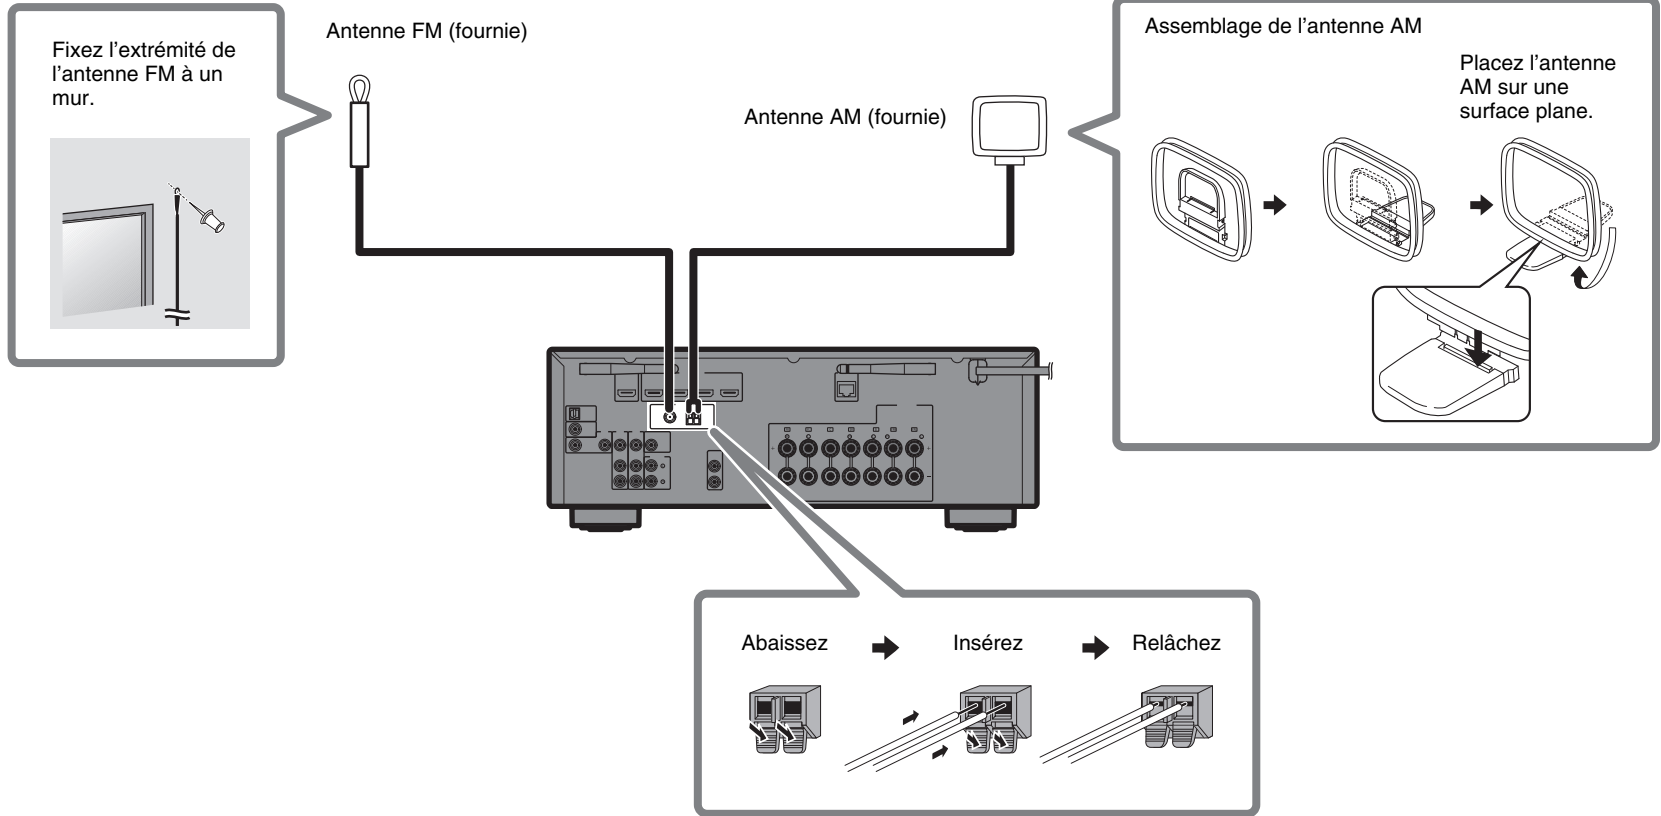 Fixez l’extrémité de
l’antenne FM à un
mur.
Antenne FM (fournie)
Antenne AM (fournie)
Assemblage de l’antenne AM
Placez l’antenne
AM sur une
surface plane.
Abaissez
Insérez
Relâchez